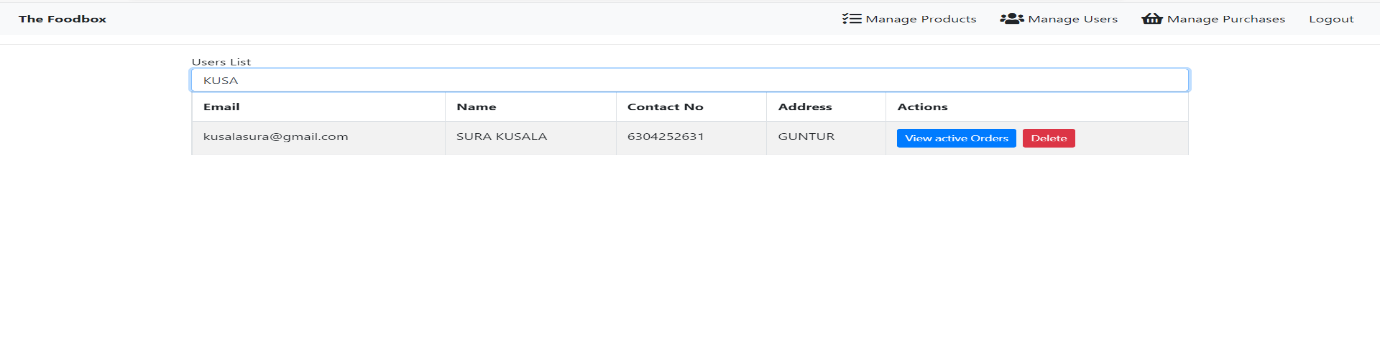 The Foodbox Manage Products Manage Users Manage Purchases Logout
Users List
KUSA
Email Name Contact No Address Actions
kusalasura@gmail.com SURA KUSALA 6304252631 GUNTUR View active Orders Delete